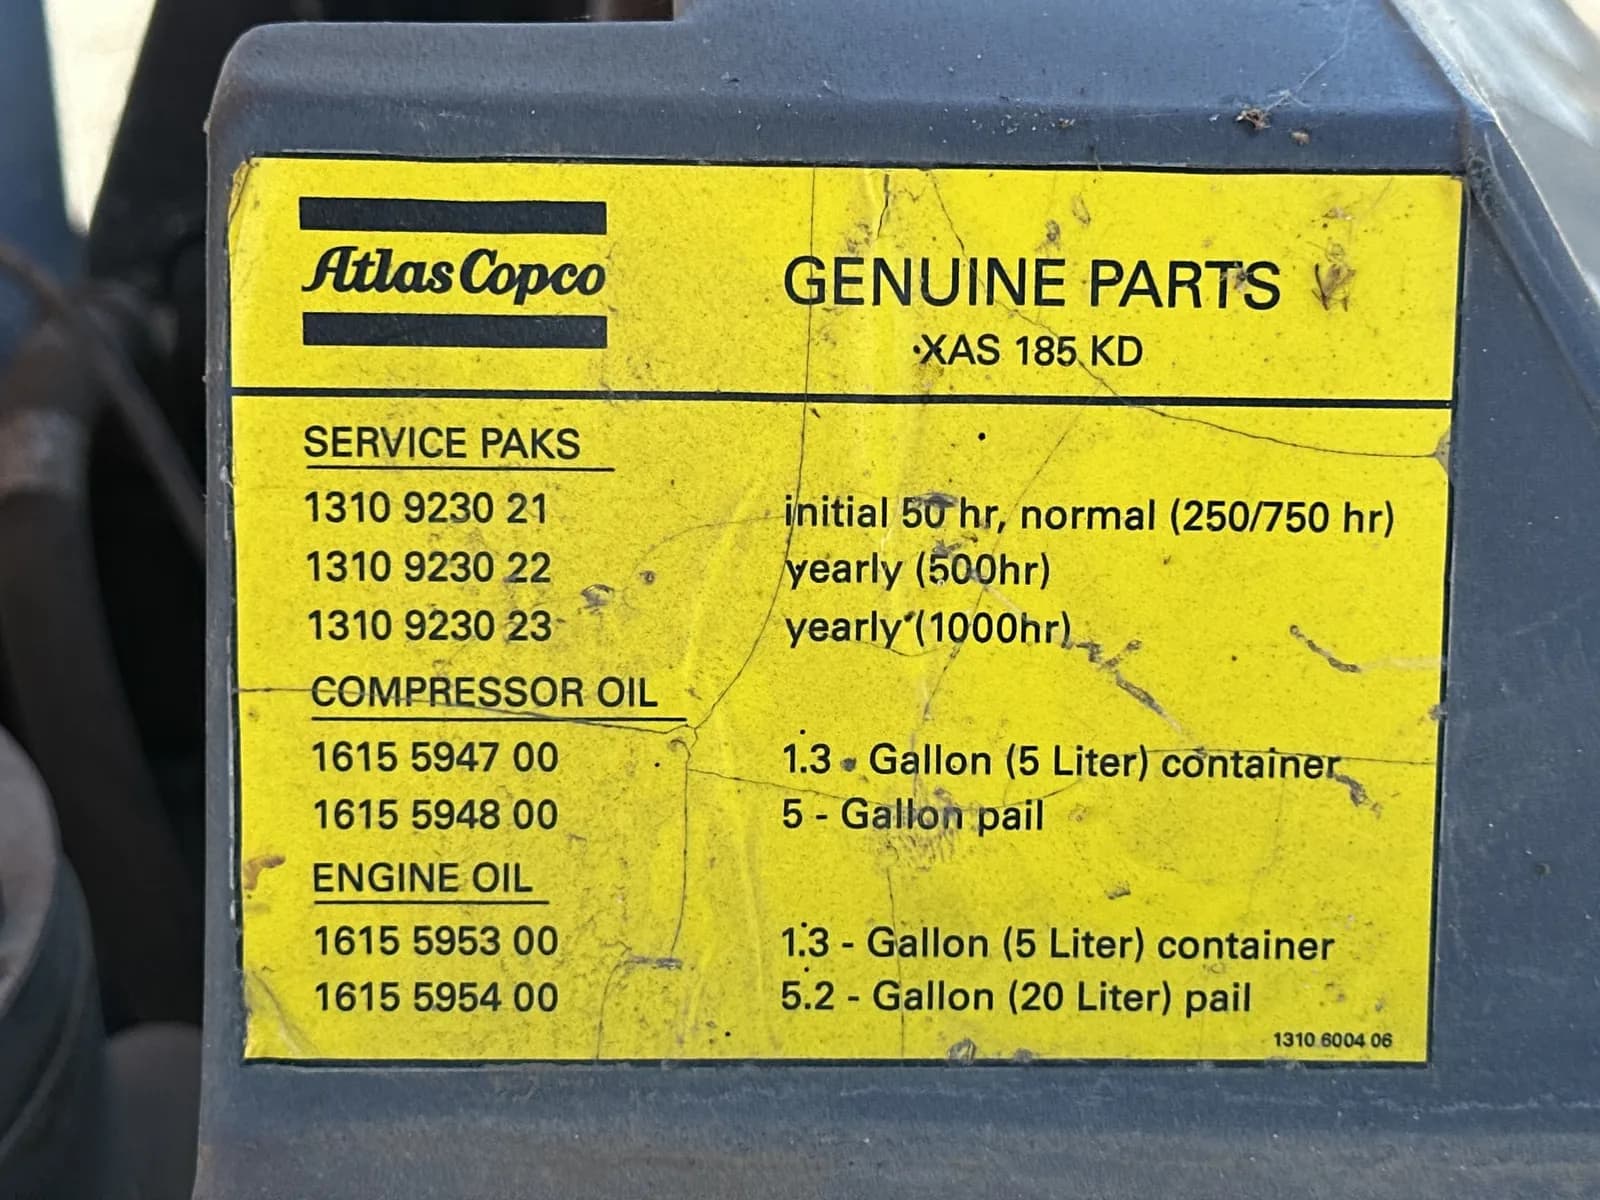 Atlas Copco
GENUINE PARTS
XAS 185 KD
SERVICE PAKS
1310 9230 21 initial 50 hr, normal (250/750 hr)
1310 9230 22 yearly (500hr)
1310 9230 23 yearly (1000hr)
COMPRESSOR OIL
1615 5947 00 1.3 - Gallon (5 Liter) container
1615 5948 00 5 - Gallon pail
ENGINE OIL
1615 5953 00 1.3 - Gallon (5 Liter) container
1615 5954 00 5.2 - Gallon (20 Liter) pail
1310 6004 06